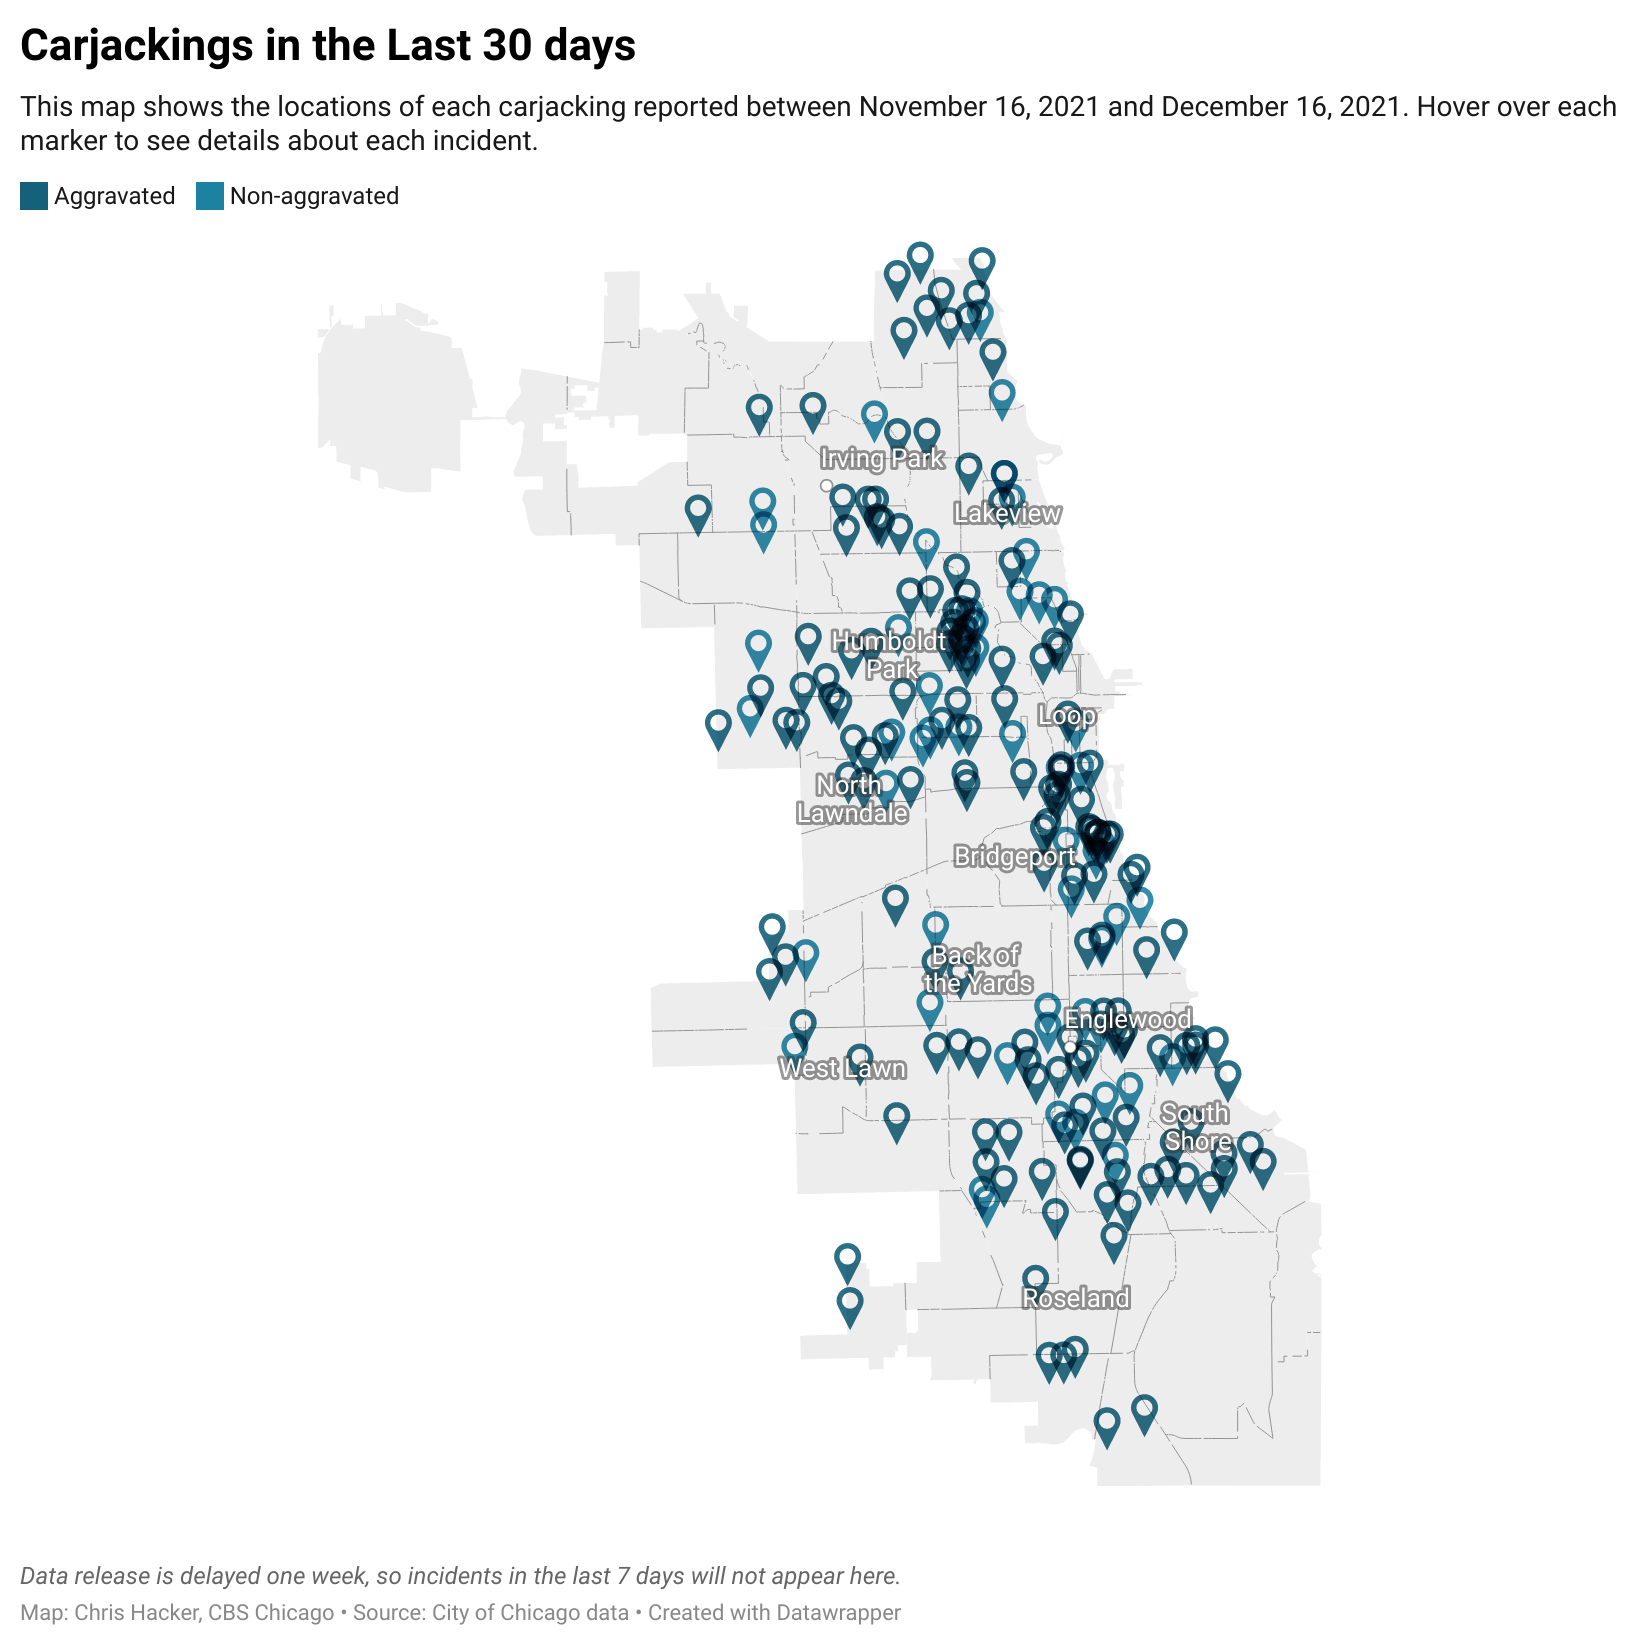 Carjackings in the Last 30 days
This map shows the locations of each carjacking reported between November 16, 2021 and December 16, 2021. Hover over each
marker to see details about each incident.
Aggravated Non-aggravated
Irving Park
Lakeview
Humboldt
Park
Loop
North
Lawndale
Bridgeport
Back of
the Yards
Englewood
West Lawn
South
Shore
Roseland
Data release is delayed one week, so incidents in the last 7 days will not appear here.
Map: Chris Hacker, CBS Chicago • Source: City of Chicago data • Created with Datawrapper